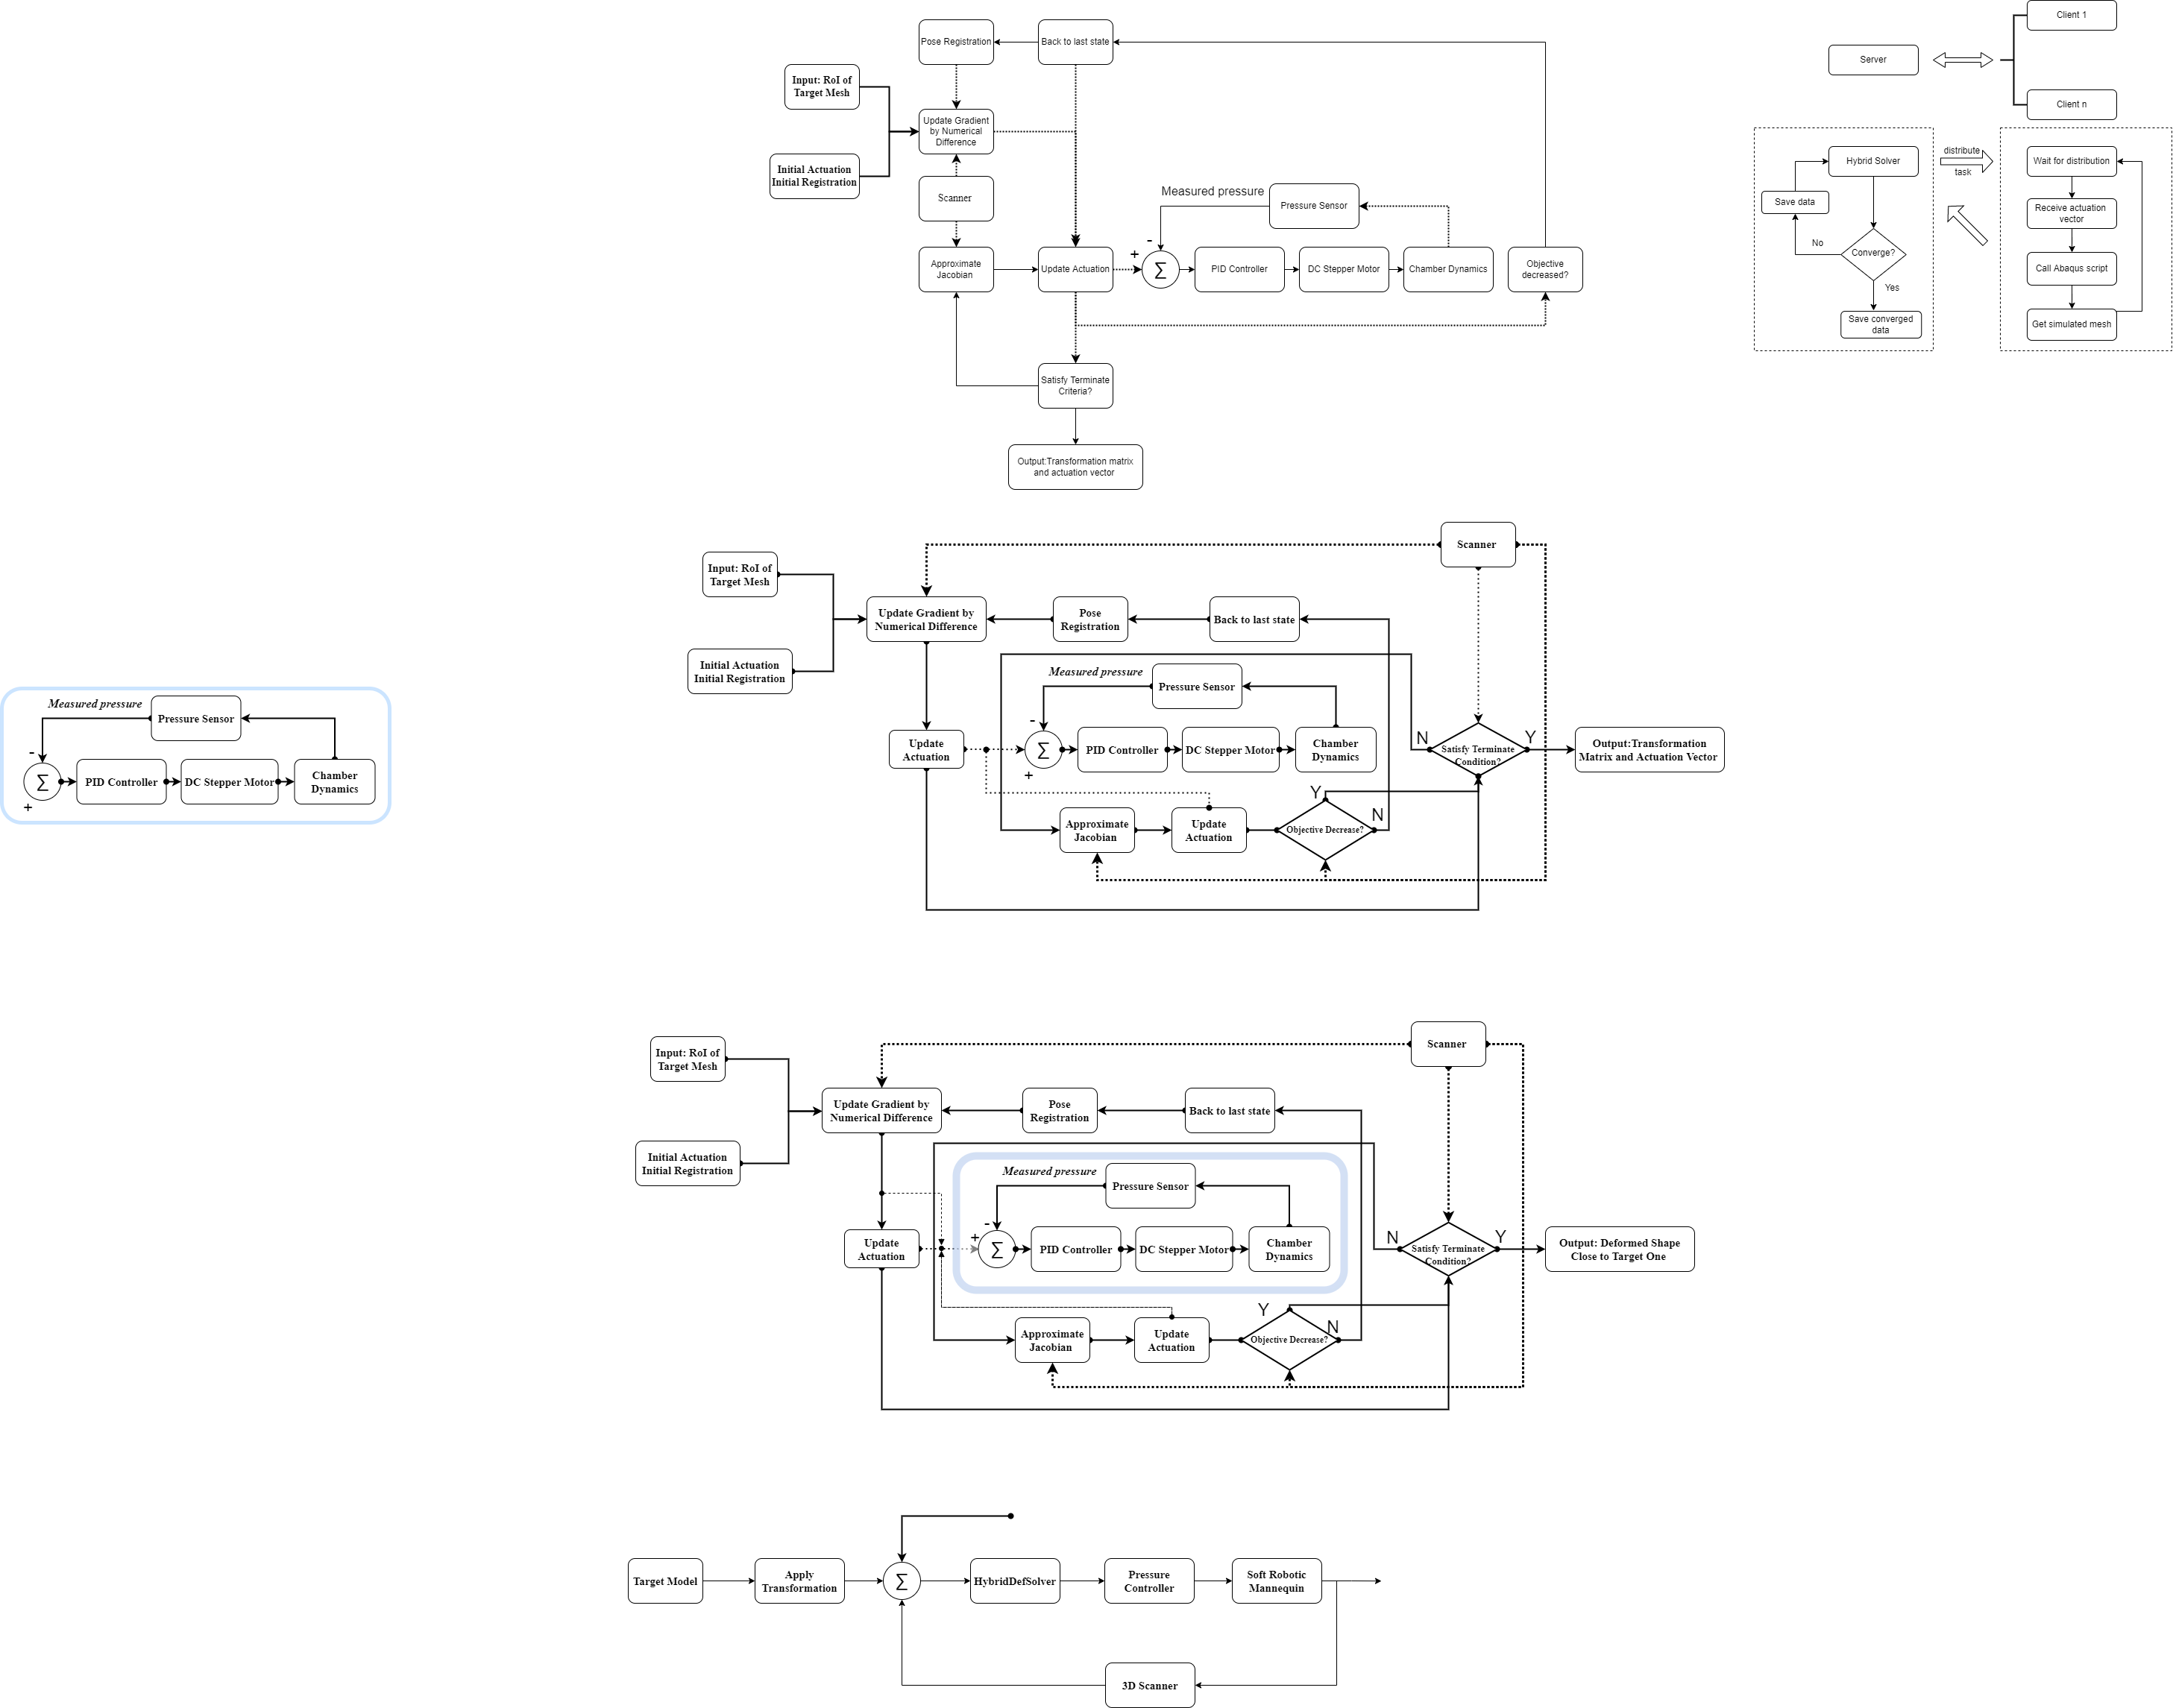 Pose Registration
Back to last state
Input: RoI of
Target Mesh
Update Gradient
by Numerical
Difference
Initial Actuation
Initial Registration
Scanner
Measured pressure
Pressure Sensor
-
+
Approximate
Jacobian
Update Actuation
∑
PID Controller
DC Stepper Motor
Chamber Dynamics
Objective
decreased?
Satisfy Terminate
Criteria?
Output:Transformation matrix
and actuation vector
Client 1
Server
Client n
Hybrid Solver
distribute
task
Wait for distribution
Save data
Receive actuation
vector
No
Converge?
Call Abaqus script
Yes
Save converged
data
Get simulated mesh
Measured pressure
Pressure Sensor
-
∑
+
PID Controller
DC Stepper Motor
Chamber
Dynamics
Scanner
Input: RoI of
Target Mesh
Update Gradient by
Numerical Difference
Pose
Registration
Back to last state
Initial Actuation
Initial Registration
Measured pressure
Pressure Sensor
-
Update
Actuation
∑
+
PID Controller
DC Stepper Motor
Chamber
Dynamics
N
Satisfy Terminate
Condition?
Y
Output:Transformation
Matrix and Actuation Vector
Y
N
Approximate
Jacobian
Update
Actuation
Objective Decrease?
Scanner
Input: RoI of
Target Mesh
Update Gradient by
Numerical Difference
Pose
Registration
Back to last state
Initial Actuation
Initial Registration
Measured pressure
Pressure Sensor
-
+
Update
Actuation
∑
PID Controller
DC Stepper Motor
Chamber
Dynamics
N
Satisfy Terminate
Condition?
Y
Output: Deformed Shape
Close to Target One
Y
N
Approximate
Jacobian
Update
Actuation
Objective Decrease?
Target Model
Apply
Transformation
∑
HybridDefSolver
Pressure
Controller
Soft Robotic
Mannequin
3D Scanner